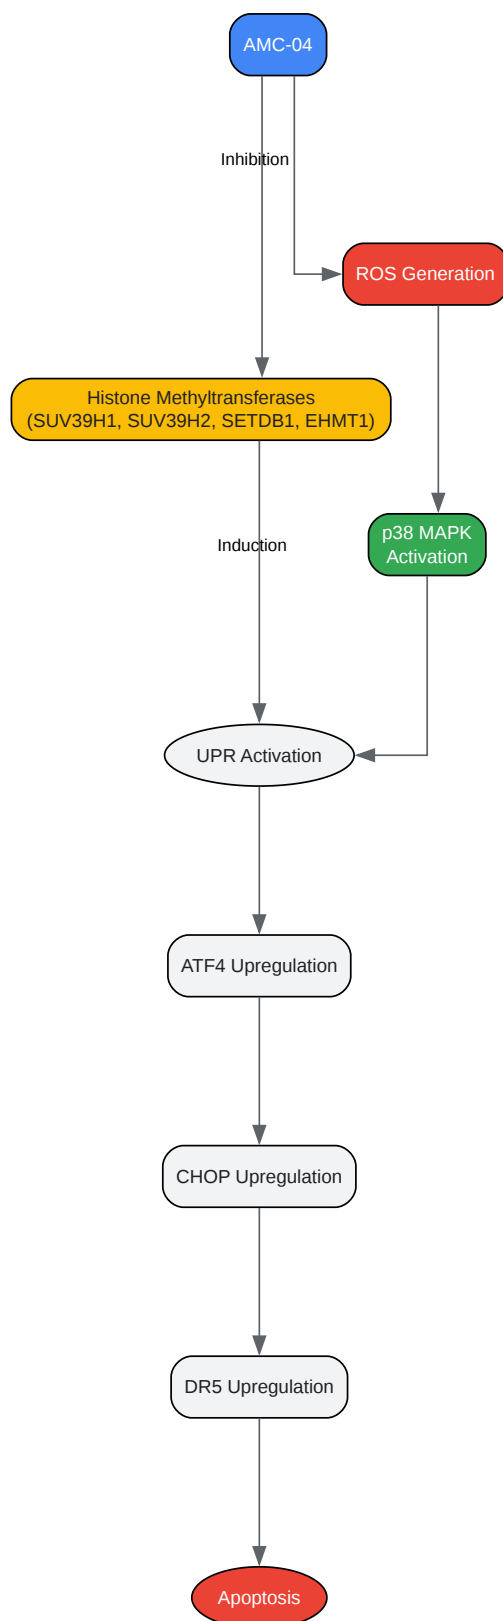 AMC-04
Inhibition
ROS Generation
Histone Methyltransferases
(SUV39H1, SUV39H2, SETDB1, EHMT1)
p38 MAPK
Activation
Induction
UPR Activation
ATF4 Upregulation
CHOP Upregulation
DR5 Upregulation
Apoptosis